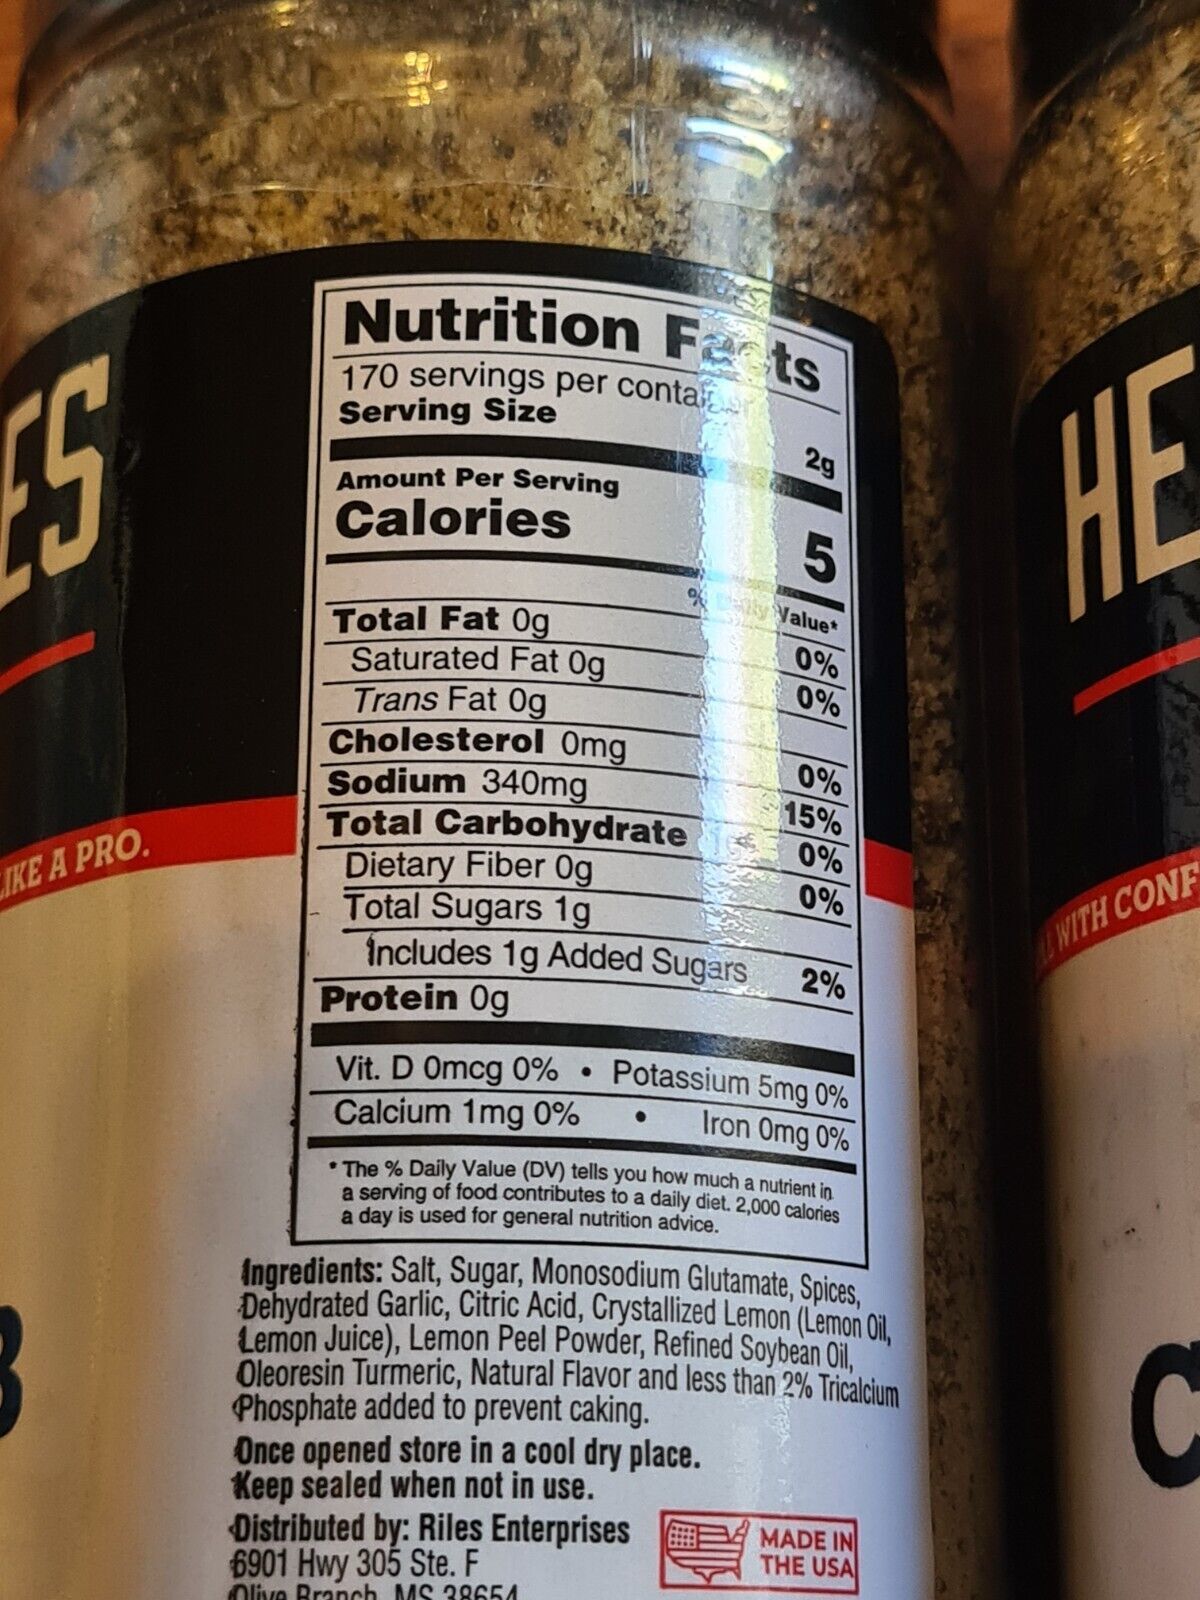 ES
LIKE A PRO.
Nutrition Facts
170 servings per container
Serving Size 2g
Amount Per Serving
Calories 5
% Daily Value*
Total Fat 0g 0%
Saturated Fat 0g 0%
Trans Fat 0g
Cholesterol 0mg 0%
Sodium 340mg 15%
Total Carbohydrate 0%
Dietary Fiber 0g 0%
Total Sugars 1g
Includes 1g Added Sugars 2%
Protein 0g
Vit. D 0mcg 0% • Potassium 5mg 0%
Calcium 1mg 0% • Iron 0mg 0%
* The % Daily Value (DV) tells you how much a nutrient in
a serving of food contributes to a daily diet. 2,000 calories
a day is used for general nutrition advice.
Ingredients: Salt, Sugar, Monosodium Glutamate, Spices,
Dehydrated Garlic, Citric Acid, Crystallized Lemon (Lemon Oil,
Lemon Juice), Lemon Peel Powder, Refined Soybean Oil,
Oleoresin Turmeric, Natural Flavor and less than 2% Tricalcium
Phosphate added to prevent caking.
Once opened store in a cool dry place.
Keep sealed when not in use.
Distributed by: Riles Enterprises
6901 Hwy 305 Ste. F
Olive Branch, MS 38654
MADE IN
THE USA
HE
WITH CONF
C